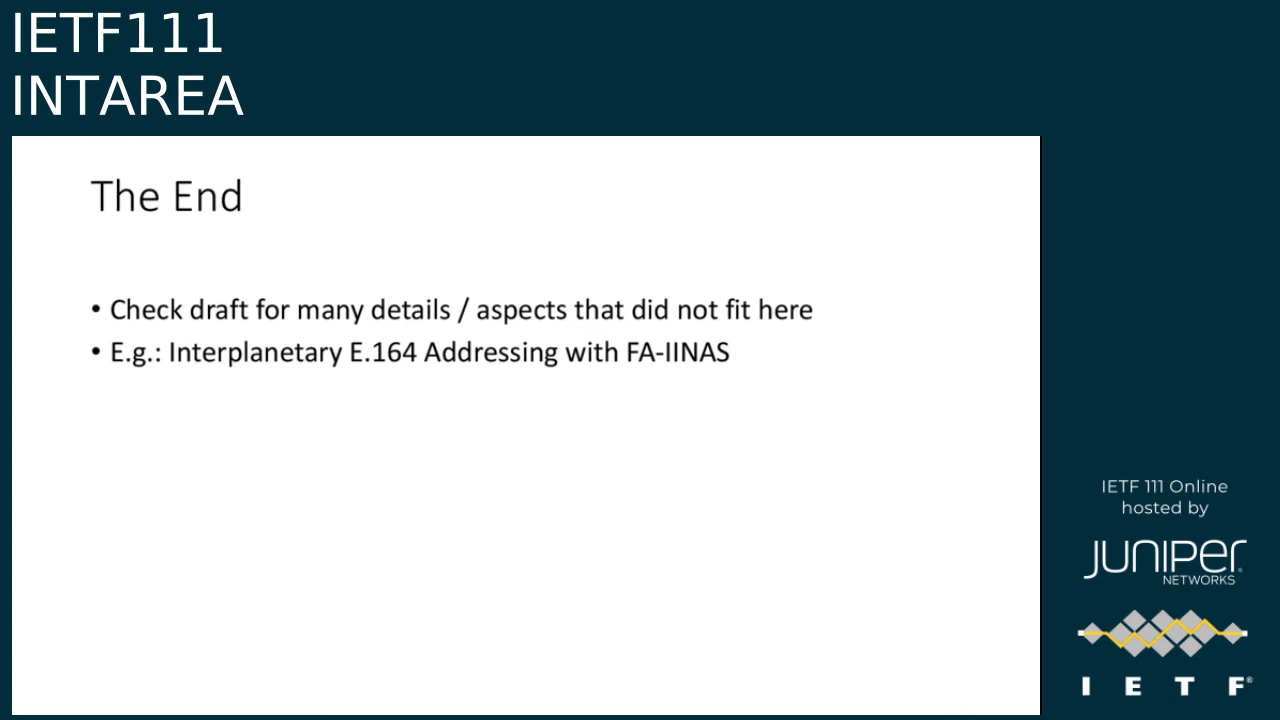 IETF111
INTAREA
The End
• Check draft for many details / aspects that did not fit here
• E.g.: Interplanetary E.164 Addressing with FA-IINAS
IETF 111 Online
hosted by
JUNIPER
NETWORKS
I E T F®